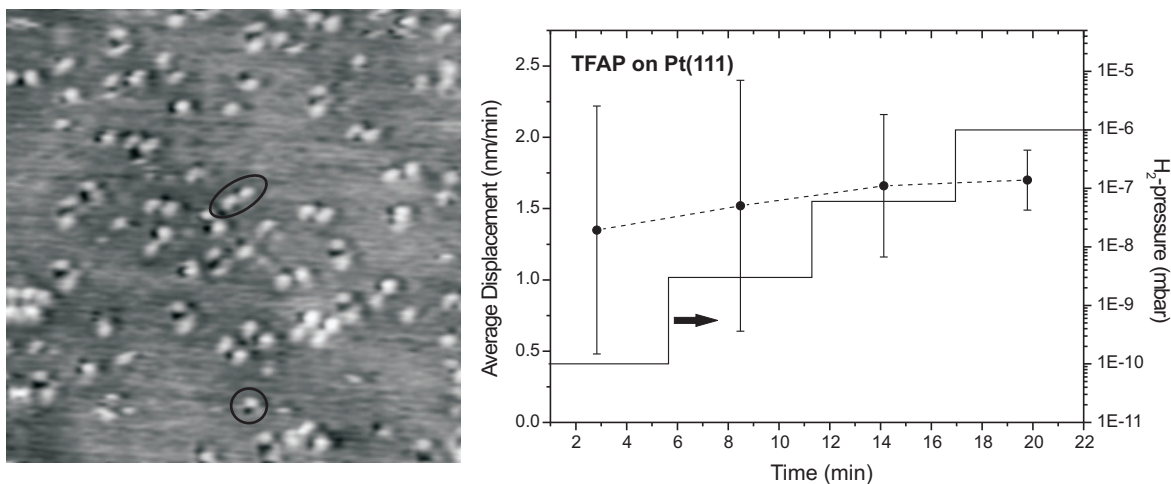 TFAP on Pt(111)
Average Displacement (nm/min)
2.5
2.0
1.5
1.0
0.5
0.0
1E-5
1E-6
1E-7
1E-8
1E-9
1E-10
1E-11
H₂-pressure (mbar)
2 4 6 8 10 12 14 16 18 20 22
Time (min)